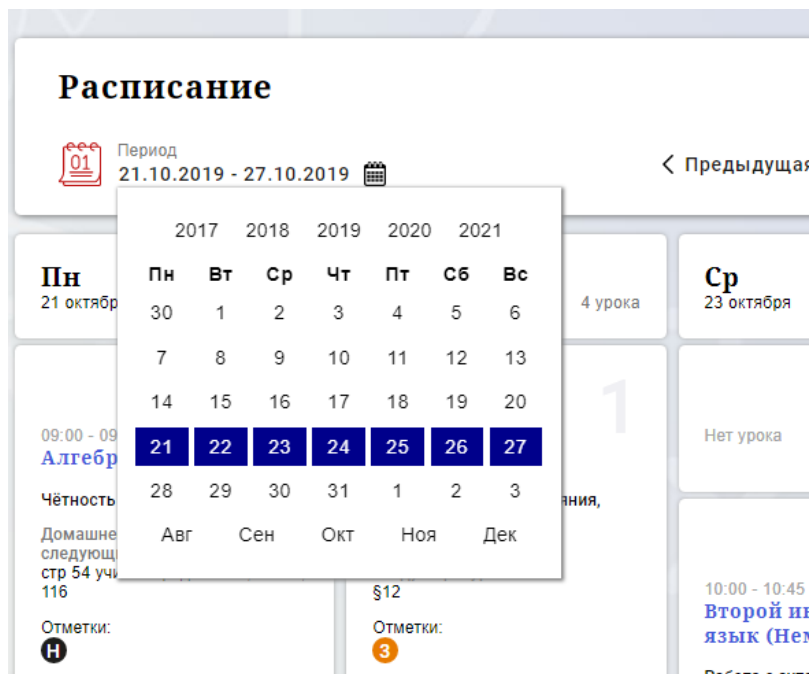 Расписание
01
Период
21.10.2019 - 27.10.2019
Предыдущая
2017 2018 2019 2020 2021
Пн Вт Ср Чт Пт Сб Вс
30 1 2 3 4 5 6
7 8 9 10 11 12 13
14 15 16 17 18 19 20
21 22 23 24 25 26 27
28 29 30 31 1 2 3
Авг Сен Окт Ноя Дек
Пн
21 октябр
09:00 - 09
Алгебр
Чётность
Домашне
следующ
стр 54 уч
116
Отметки:
Н
4 урока
1
яния,
§12
Отметки:
3
Ср
23 октября
Нет урока
10:00 - 10:45
Второй ин
язык (Нем